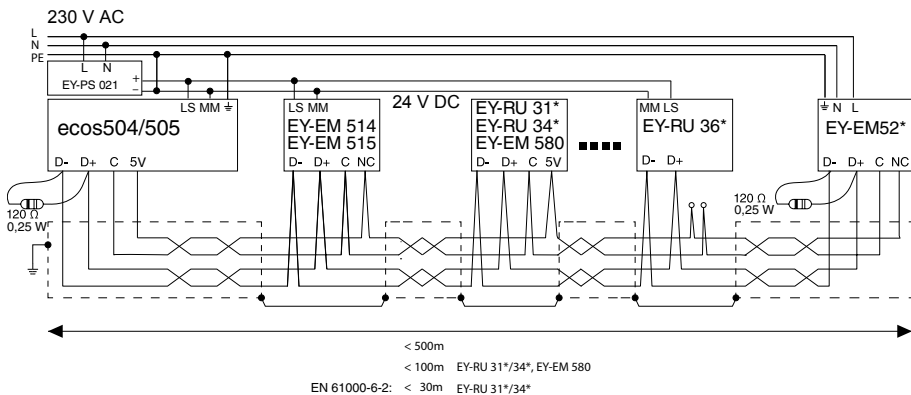 230 V AC
L
N
PE
L N
EY-PS 021
+
−
LS MM ⏚
ecos504/505
D- D+ C 5V
LS MM
EY-EM 514
EY-EM 515
D- D+ C NC
24 V DC
EY-RU 31*
EY-RU 34*
EY-EM 580
D- D+ C 5V
MM LS
EY-RU 36*
D- D+
⏚ N L
EY-EM52*
D- D+ C NC
120 Ω
0,25 W
120 Ω
0,25 W
< 500m
< 100m EY-RU 31*/34*, EY-EM 580
EN 61000-6-2: < 30m EY-RU 31*/34*